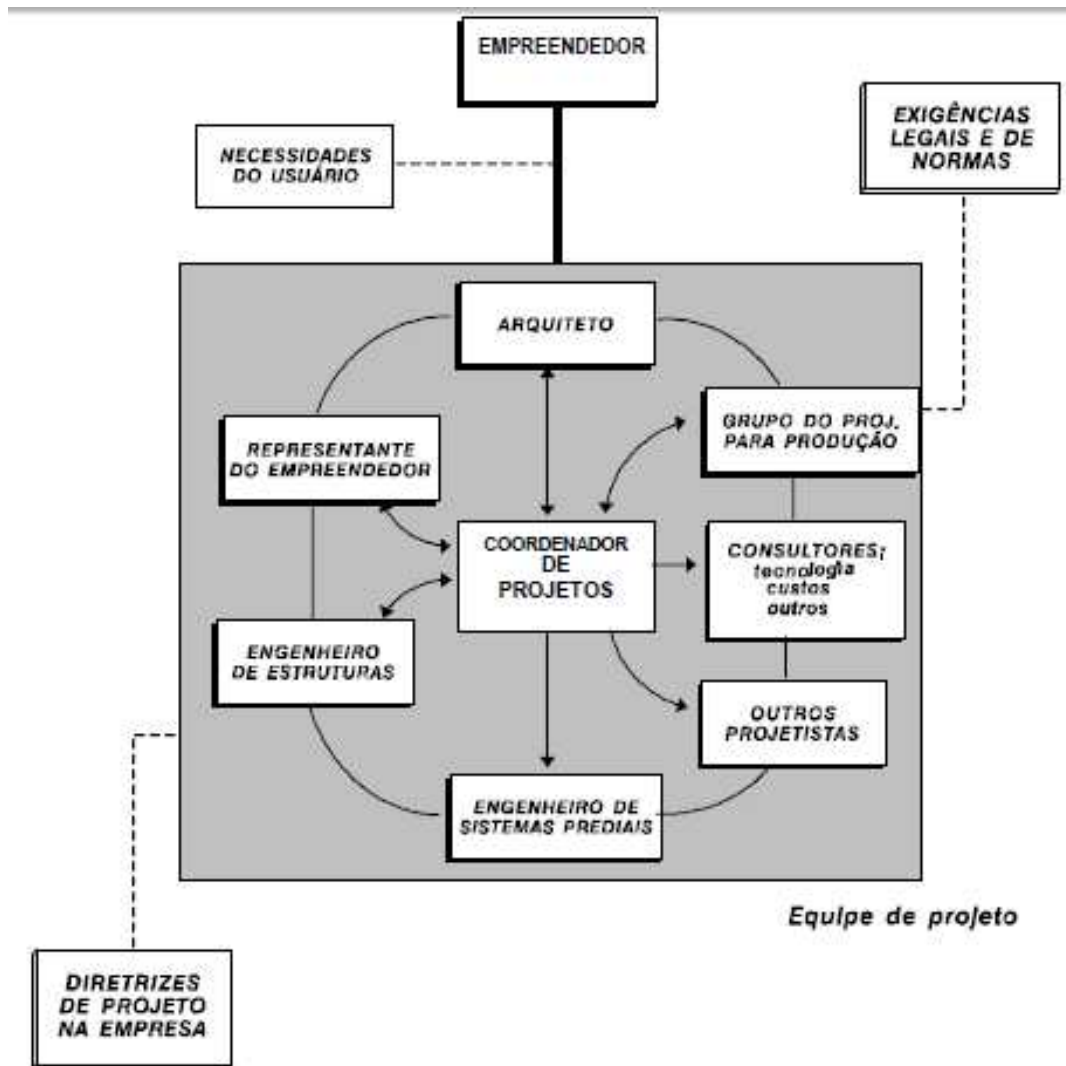 EMPREENDEDOR
EXIGÊNCIAS
LEGAIS E DE
NORMAS
NECESSIDADES
DO USUÁRIO
ARQUITETO
GRUPO DO PROJ.
PARA PRODUÇÃO
REPRESENTANTE
DO EMPREENDEDOR
COORDENADOR
DE
PROJETOS
CONSULTORES;
tecnologia
custos
outros
ENGENHEIRO
DE ESTRUTURAS
OUTROS
PROJETISTAS
ENGENHEIRO DE
SISTEMAS PREDIAIS
Equipe de projeto
DIRETRIZES
DE PROJETO
NA EMPRESA